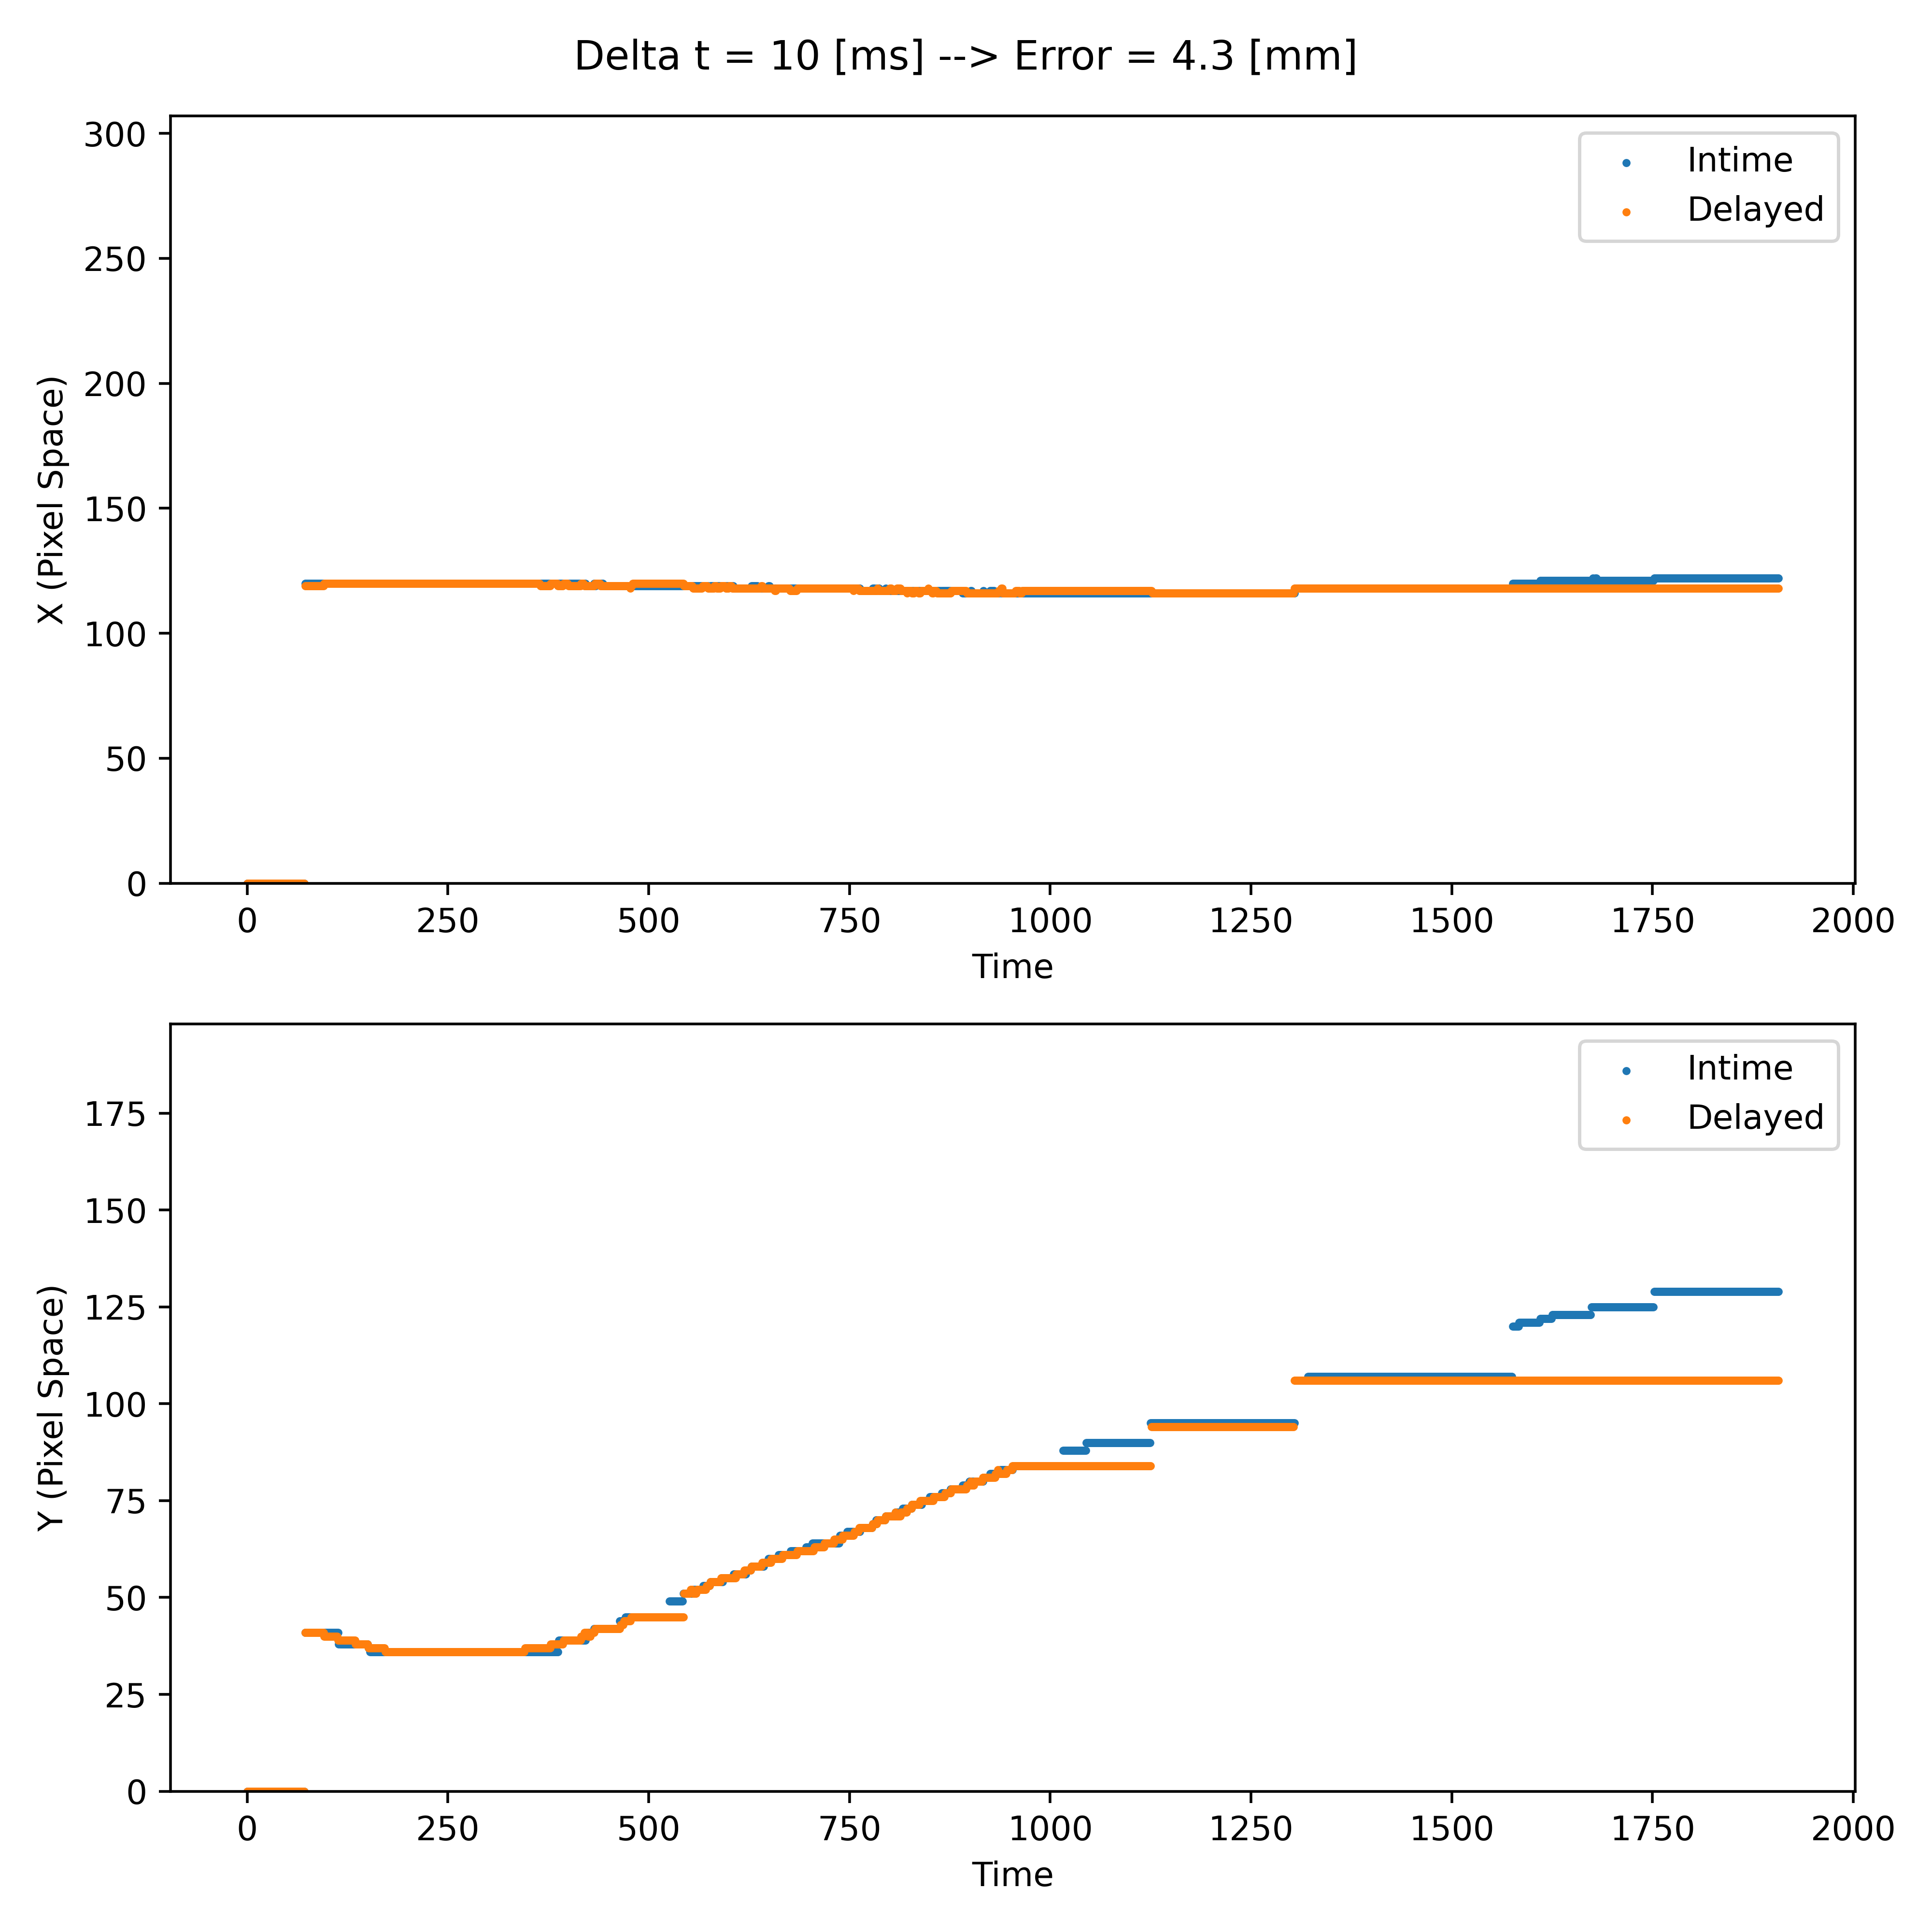 Delta t = 10 [ms] --> Error = 4.3 [mm]
300
250
200
150
100
50
0
X (Pixel Space)
Intime
Delayed
0 250 500 750 1000 1250 1500 1750 2000
Time
175
150
125
100
75
50
25
0
Y (Pixel Space)
Intime
Delayed
0 250 500 750 1000 1250 1500 1750 2000
Time